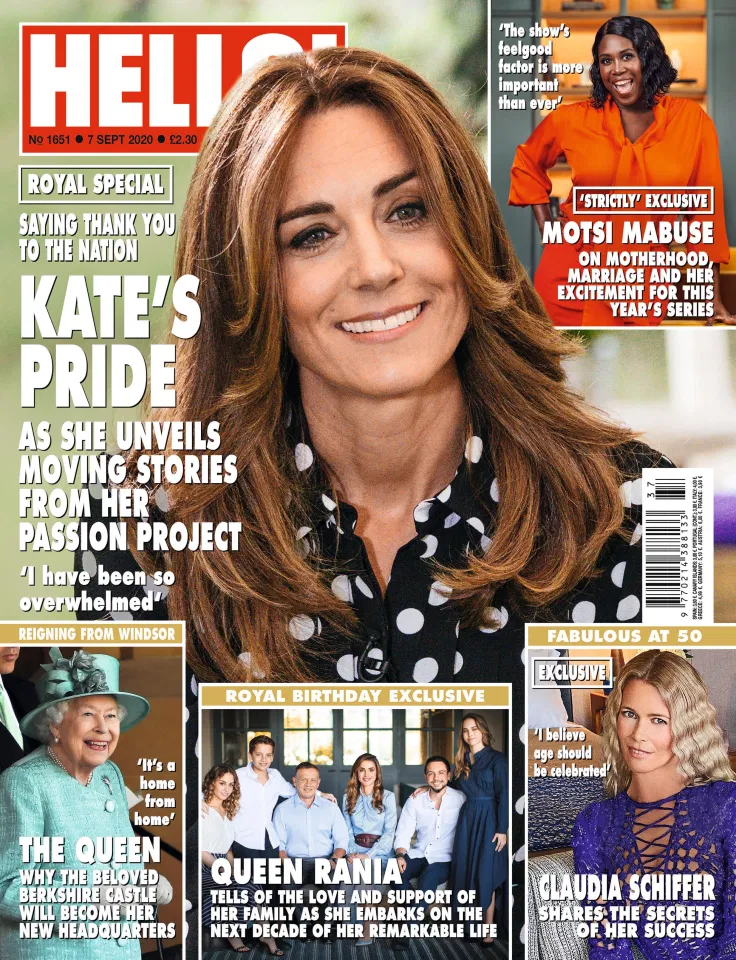 HELLO!
No 1651 ● 7 SEPT 2020 ● £2.30
ROYAL SPECIAL
SAYING THANK YOU
TO THE NATION
KATE'S
PRIDE
AS SHE UNVEILS
MOVING STORIES
FROM HER
PASSION PROJECT
'I have been so
overwhelmed'
'The show's
feelgood
factor is more
important
than ever'
'STRICTLY' EXCLUSIVE
MOTSI MABUSE
ON MOTHERHOOD,
MARRIAGE AND HER
EXCITEMENT FOR THIS
YEAR'S SERIES
37
9 770214 388133
REIGNING FROM WINDSOR
'It's a
home
from
home'
THE QUEEN
WHY THE BELOVED
BERKSHIRE CASTLE
WILL BECOME HER
NEW HEADQUARTERS
ROYAL BIRTHDAY EXCLUSIVE
QUEEN RANIA
TELLS OF THE LOVE AND SUPPORT OF
HER FAMILY AS SHE EMBARKS ON THE
NEXT DECADE OF HER REMARKABLE LIFE
FABULOUS AT 50
EXCLUSIVE
'I believe
age should
be celebrated'
CLAUDIA SCHIFFER
SHARES THE SECRETS
OF HER SUCCESS